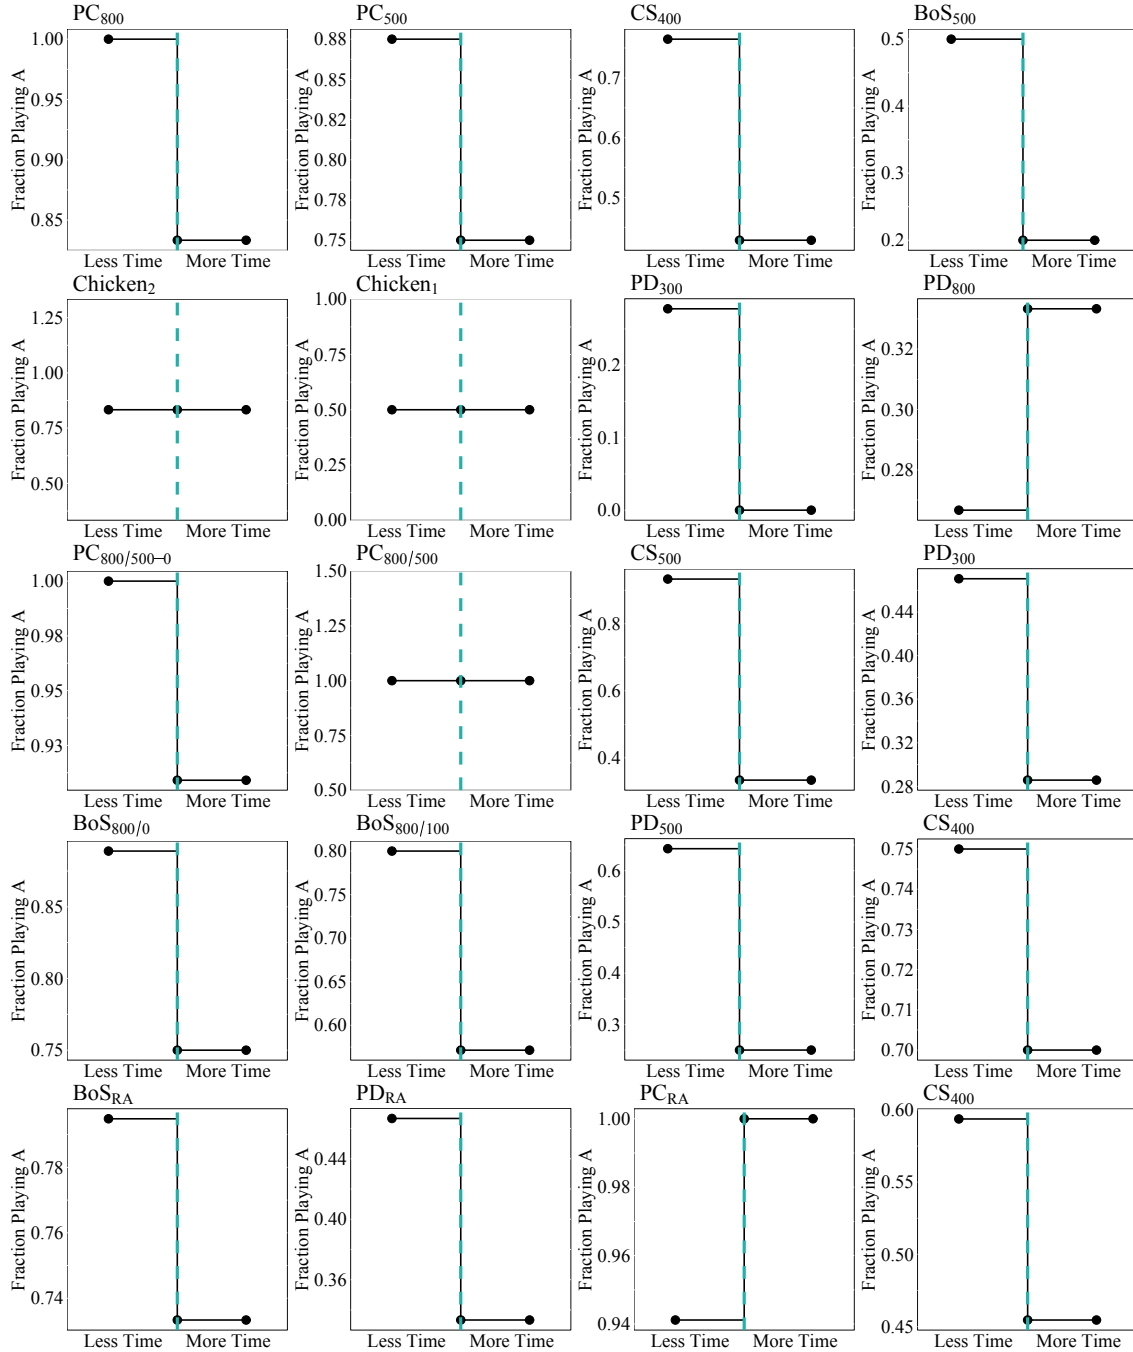 PC800 PC500 CS400 BoS500
Fraction Playing A
1.00
0.95
0.90
0.85
Less Time More Time
Fraction Playing A
0.88
0.85
0.82
0.80
0.78
0.75
Less Time More Time
Fraction Playing A
0.7
0.6
0.5
Less Time More Time
Fraction Playing A
0.5
0.4
0.3
0.2
Less Time More Time
Chicken2 Chicken1 PD300 PD800
Fraction Playing A
1.25
1.00
0.75
0.50
Less Time More Time
Fraction Playing A
1.00
0.75
0.50
0.25
0.00
Less Time More Time
Fraction Playing A
0.2
0.1
0.0
Less Time More Time
Fraction Playing A
0.32
0.30
0.28
Less Time More Time
PC800/500–0 PC800/500 CS500 PD300
Fraction Playing A
1.00
0.98
0.95
0.93
Less Time More Time
Fraction Playing A
1.50
1.25
1.00
0.75
0.50
Less Time More Time
Fraction Playing A
0.8
0.6
0.4
Less Time More Time
Fraction Playing A
0.44
0.40
0.36
0.32
0.28
Less Time More Time
BoS800/0 BoS800/100 PD500 CS400
Fraction Playing A
0.85
0.80
0.75
Less Time More Time
Fraction Playing A
0.80
0.70
0.65
0.60
Less Time More Time
Fraction Playing A
0.6
0.5
0.4
0.3
Less Time More Time
Fraction Playing A
0.75
0.74
0.73
0.72
0.71
0.70
Less Time More Time
BoSRA PDRA PCRA CS400
Fraction Playing A
0.78
0.76
0.74
Less Time More Time
Fraction Playing A
0.44
0.40
0.36
Less Time More Time
Fraction Playing A
1.00
0.98
0.96
0.94
Less Time More Time
Fraction Playing A
0.60
0.55
0.50
0.45
Less Time More Time